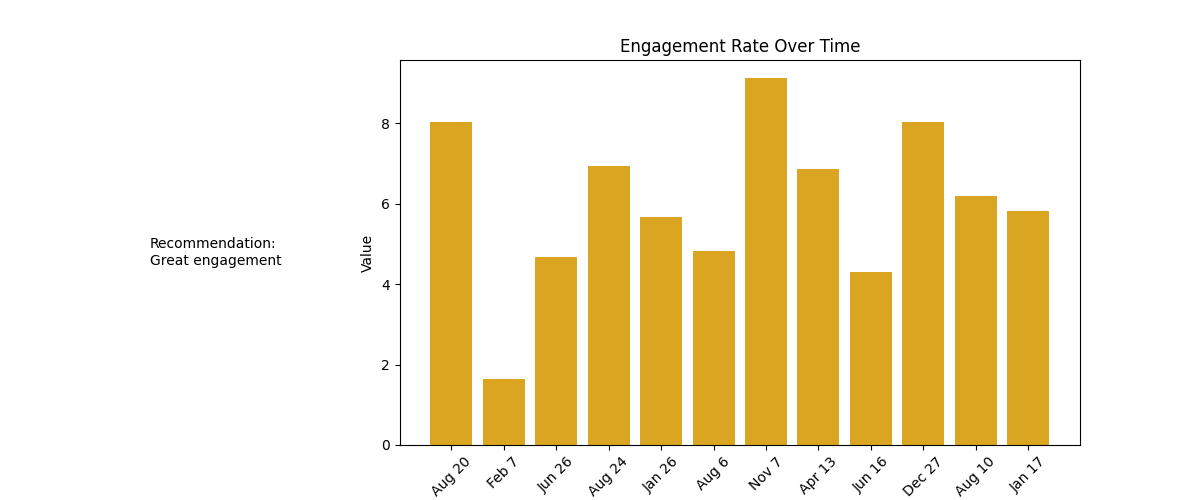 Engagement Rate Over Time
Recommendation:
Great engagement
Value
8
6
4
2
0
Aug 20
Feb 7
Jun 26
Aug 24
Jan 26
Aug 6
Nov 7
Apr 13
Jun 16
Dec 27
Aug 10
Jan 17